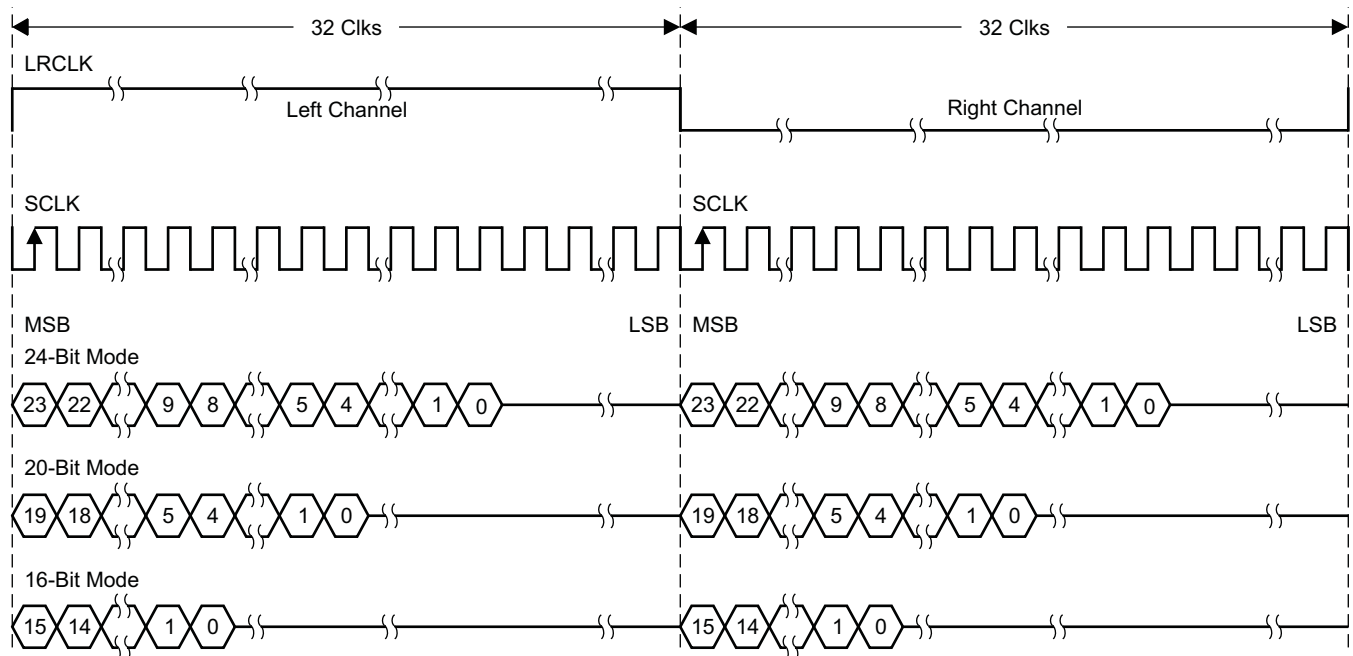 32 Clks 32 Clks
LRCLK
Left Channel Right Channel
SCLK SCLK
MSB LSB MSB LSB
24-Bit Mode
23 22 9 8 5 4 1 0 23 22 9 8 5 4 1 0
20-Bit Mode
19 18 5 4 1 0 19 18 5 4 1 0
16-Bit Mode
15 14 1 0 15 14 1 0